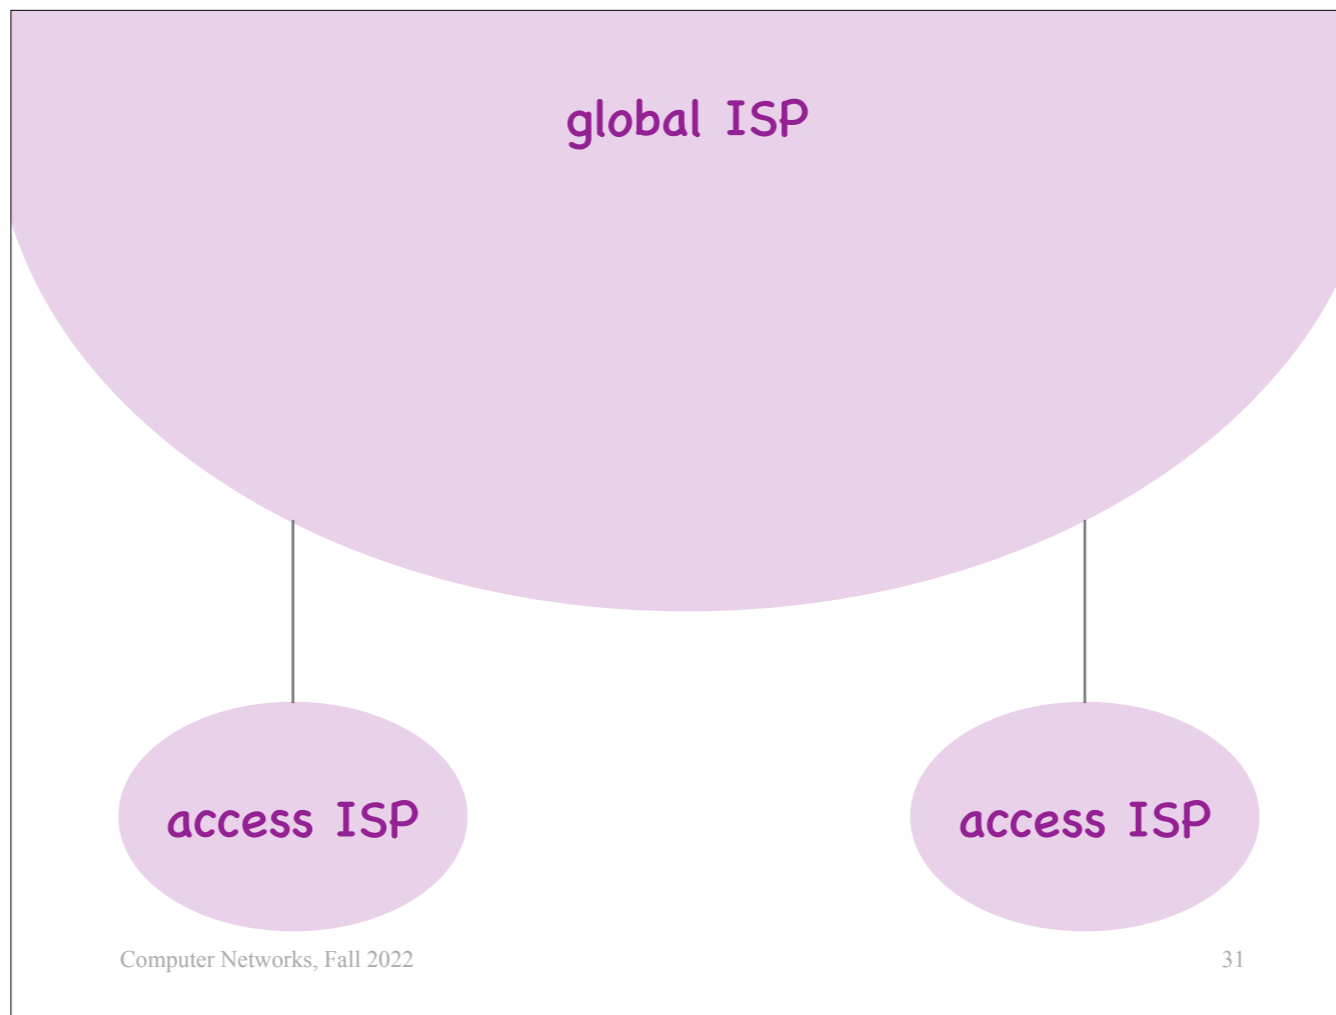 global ISP
access ISP
access ISP
Computer Networks, Fall 2022
31